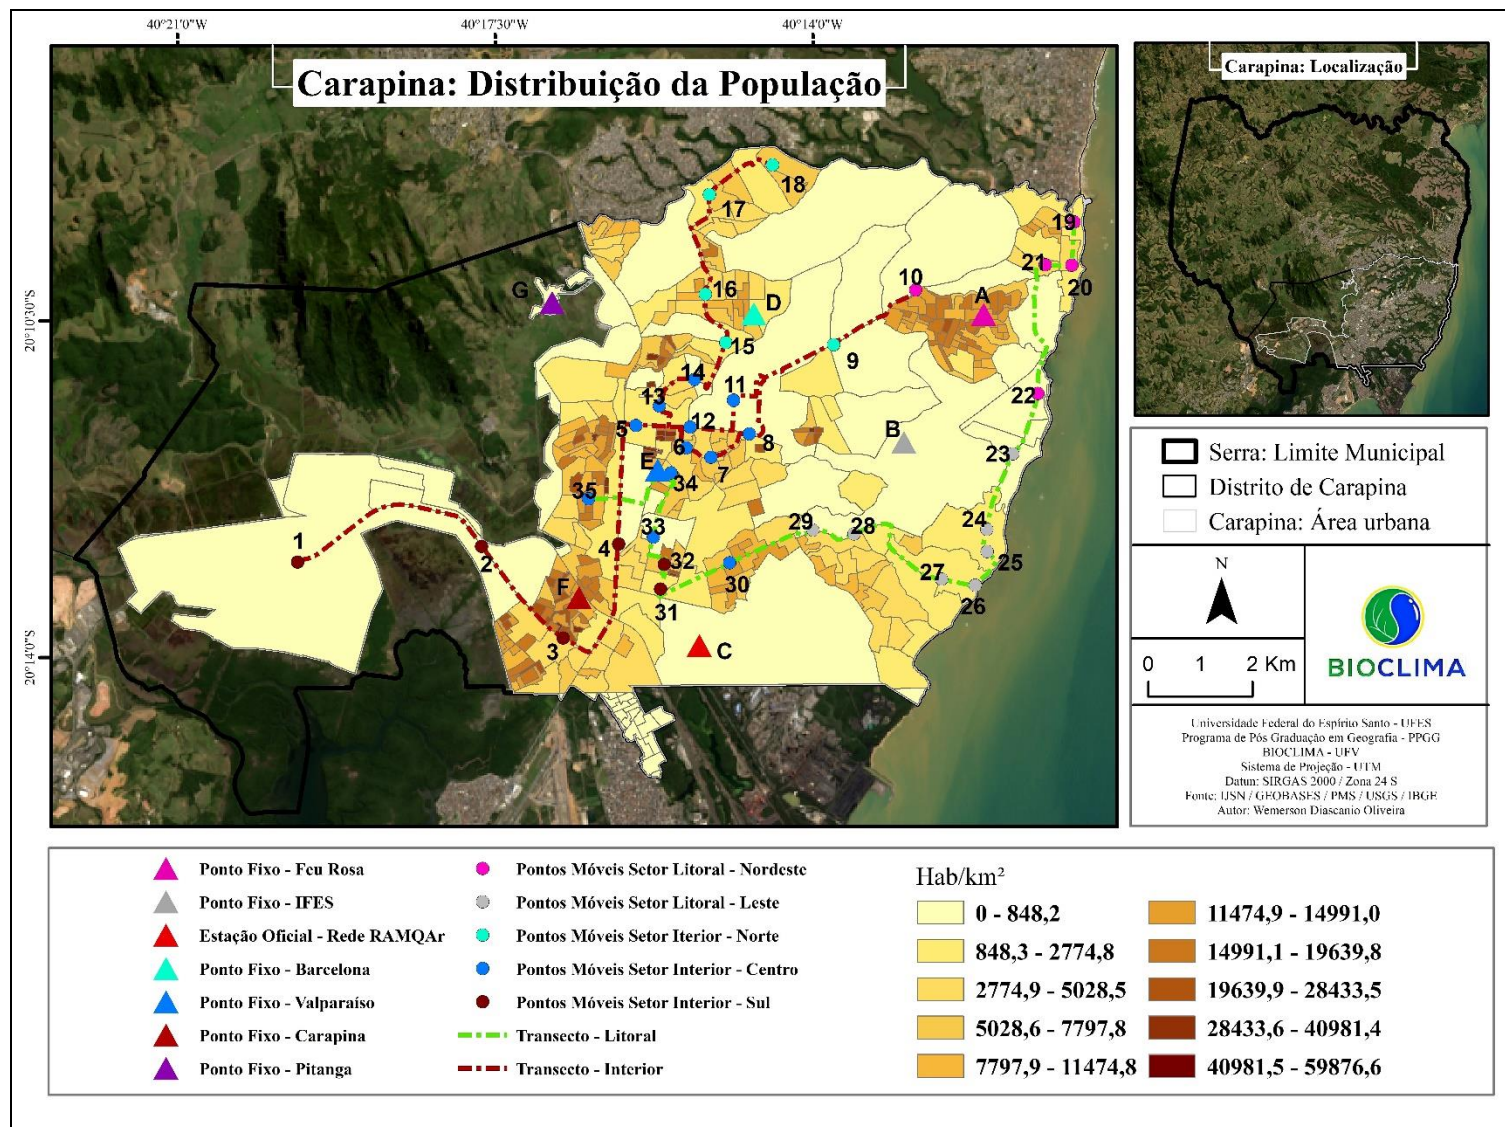 40°21'0"W
40°17'30"W
40°14'0"W
Carapina: Distribuição da População
Carapina: Localização
20°10'30"S
20°14'0"S
18
17
19
21
20
10
G
16
D
A
15
9
14
11
13
22
5
12
6
8
B
23
E
7
34
35
24
29
28
33
1
2
4
25
32
30
27
F
26
31
3
C
Serra: Limite Municipal
Distrito de Carapina
Carapina: Área urbana
N
0 1 2 Km
BIOCLIMA
Universidade Federal do Espírito Santo - UFES
Programa de Pós Graduação em Geografia - PPGG
BIOCLIMA - UFV
Sistema de Projeção - UTM
Datum: SIRGAS 2000 / Zona 24 S
Fonte: IJSN / GEOBASES / PMS / USGS / IBGE
Autor: Wemerson Diascanio Oliveira
Ponto Fixo - Feu Rosa
Ponto Fixo - IFES
Estação Oficial - Rede RAMQAr
Ponto Fixo - Barcelona
Ponto Fixo - Valparaíso
Ponto Fixo - Carapina
Ponto Fixo - Pitanga
Pontos Móveis Setor Litoral - Nordeste
Pontos Móveis Setor Litoral - Leste
Pontos Móveis Setor Iterior - Norte
Pontos Móveis Setor Interior - Centro
Pontos Móveis Setor Interior - Sul
Transecto - Litoral
Transecto - Interior
Hab/km²
0 - 848,2
848,3 - 2774,8
2774,9 - 5028,5
5028,6 - 7797,8
7797,9 - 11474,8
11474,9 - 14991,0
14991,1 - 19639,8
19639,9 - 28433,5
28433,6 - 40981,4
40981,5 - 59876,6